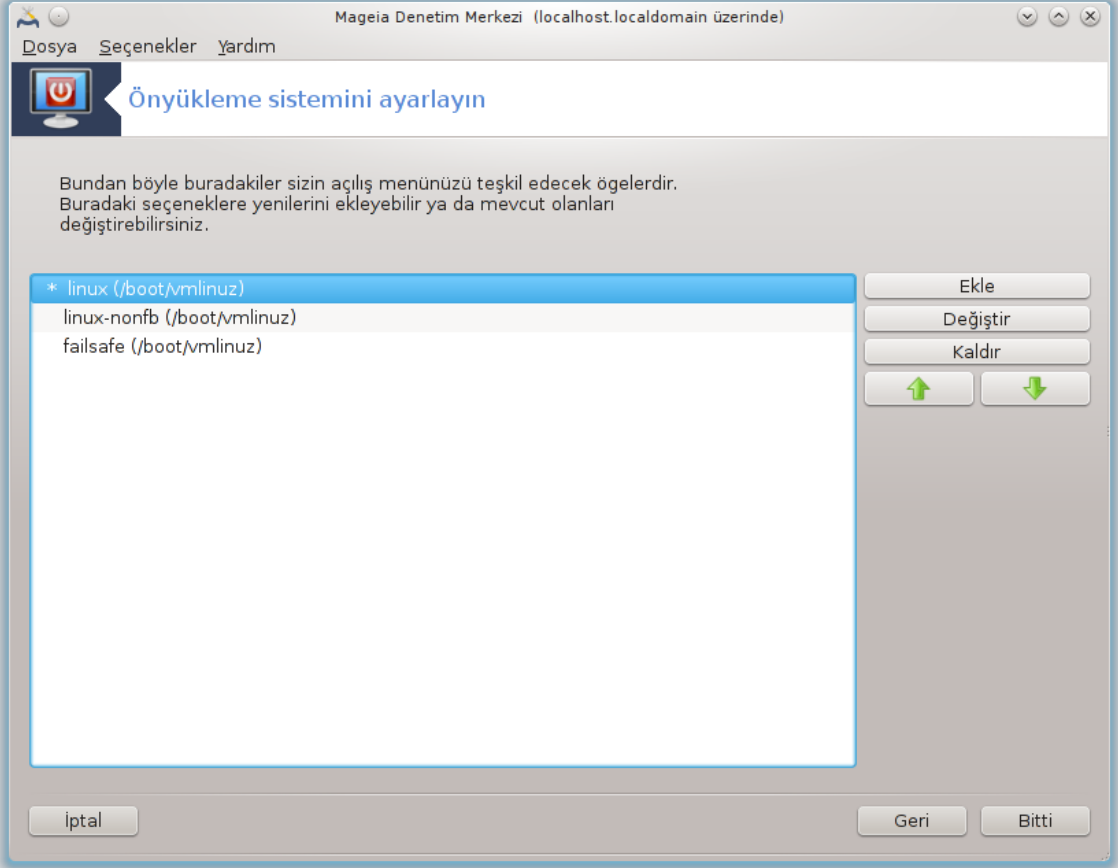 Mageia Denetim Merkezi (localhost.localdomain üzerinde)
Dosya Seçenekler Yardım
Önyükleme sistemini ayarlayın
Bundan böyle buradakiler sizin açılış menünüzü teşkil edecek ögelerdir.
Buradaki seçeneklere yenilerini ekleyebilir ya da mevcut olanları
değiştirebilirsiniz.
* linux (/boot/vmlinuz)
linux-nonfb (/boot/vmlinuz)
failsafe (/boot/vmlinuz)
Ekle
Değiştir
Kaldır
İptal
Geri
Bitti